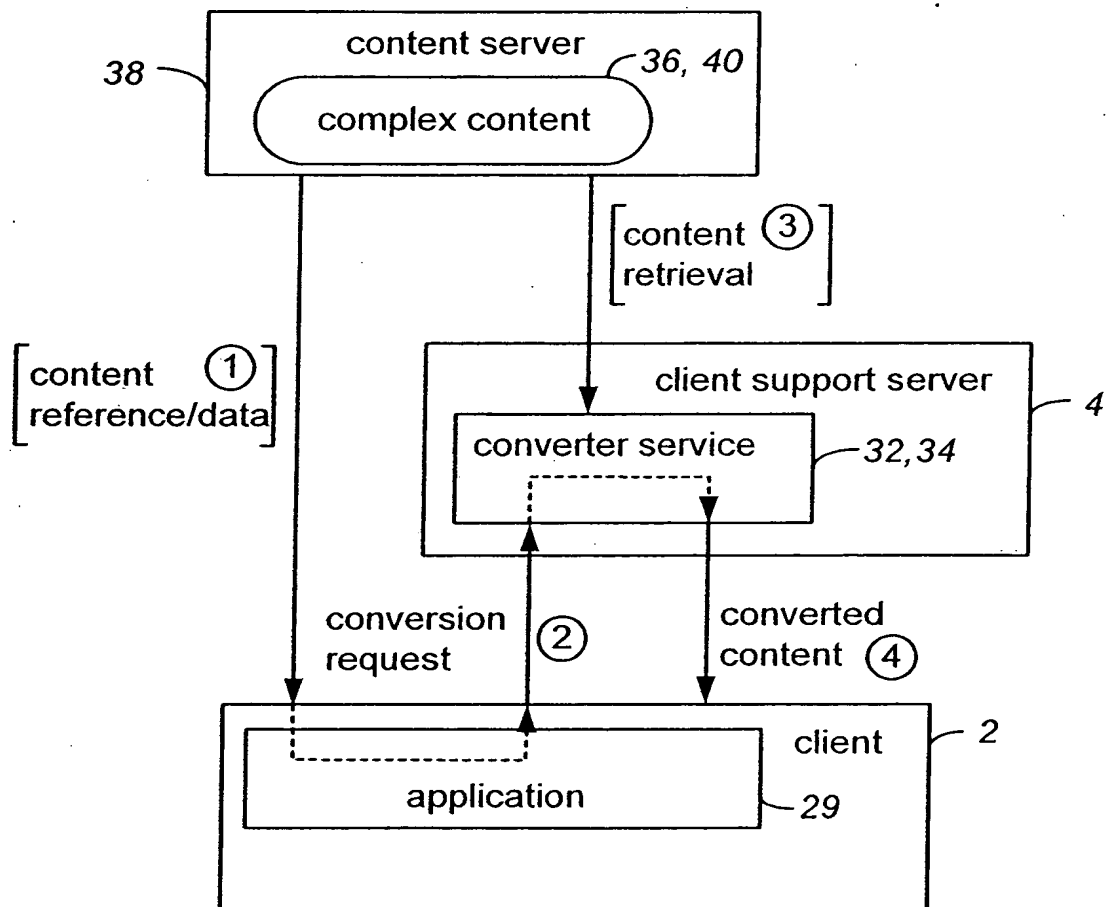 content server
38
36, 40
complex content
content ③
retrieval
content ①
reference/data
client support server
4
converter service
32,34
conversion
request
②
converted
content ④
client
2
application
29